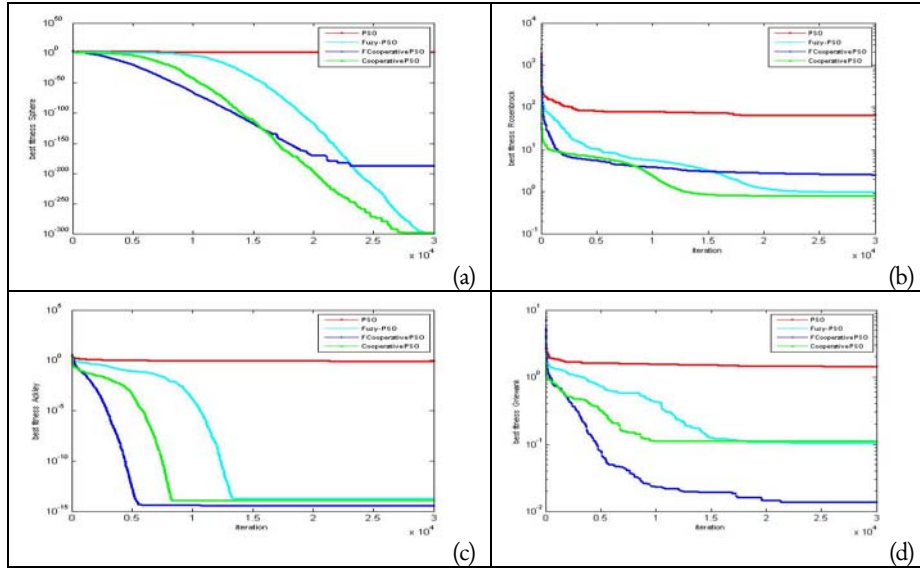 10^50
10^0
10^-50
10^-100
10^-150
10^-200
10^-250
10^-300
best fitness Sphere
PSO
Fuzy-PSO
FCooperativePSO
CooperativePSO
0 0.5 1 1.5 2 2.5 3
x 10^4
(a)
10^4
10^3
10^2
10^1
10^0
10^-1
best fitness Rosenbrock
PSO
Fuzy-PSO
FCooperativePSO
CooperativePSO
0 0.5 1 1.5 2 2.5 3
iteration
x 10^4
(b)
10^5
10^0
10^-5
10^-10
10^-15
best fitness Ackley
PSO
Fuzy-PSO
FCooperativePSO
CooperativePSO
0 0.5 1 1.5 2 2.5 3
iteration
x 10^4
(c)
10^1
10^0
10^-1
10^-2
best fitness
PSO
Fuzy-PSO
FCooperativePSO
CooperativePSO
0 0.5 1 1.5 2 2.5 3
iteration
x 10^4
(d)